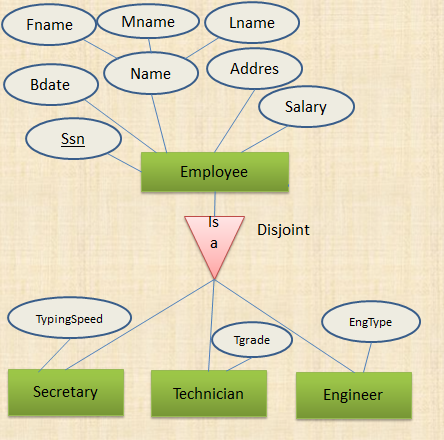 Fname
Mname
Lname
Bdate
Name
Addres
Salary
Ssn
Employee
Is
a
Disjoint
TypingSpeed
Tgrade
EngType
Secretary
Technician
Engineer